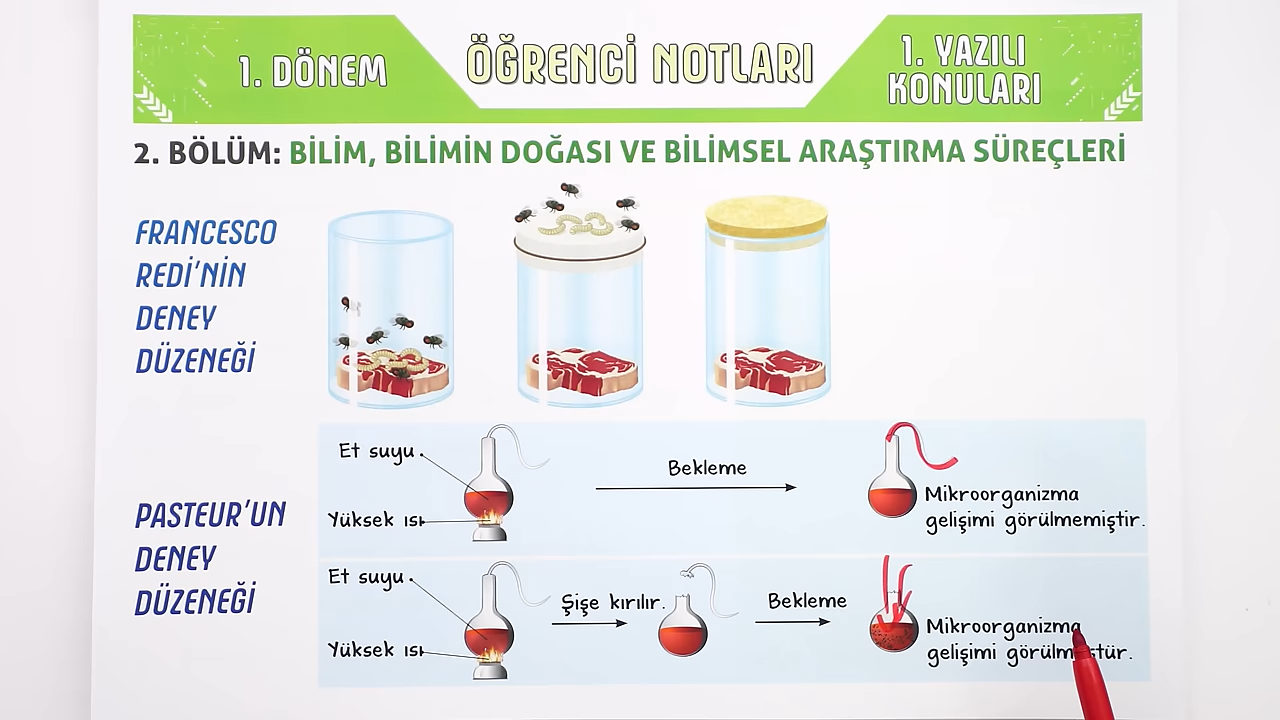 1. DÖNEM
ÖĞRENCİ NOTLARI
1. YAZILI
KONULARI
2. BÖLÜM: BİLİM, BİLİMİN DOĞASI VE BİLİMSEL ARAŞTIRMA SÜREÇLERİ
FRANCESCO
REDİ'NİN
DENEY
DÜZENEĞİ
PASTEUR'UN
DENEY
DÜZENEĞİ
Et suyu
Yüksek ısı
Bekleme
Mikroorganizma
gelişimi görülmemiştir.
Et suyu
Yüksek ısı
Şişe kırılır.
Bekleme
Mikroorganizma
gelişimi